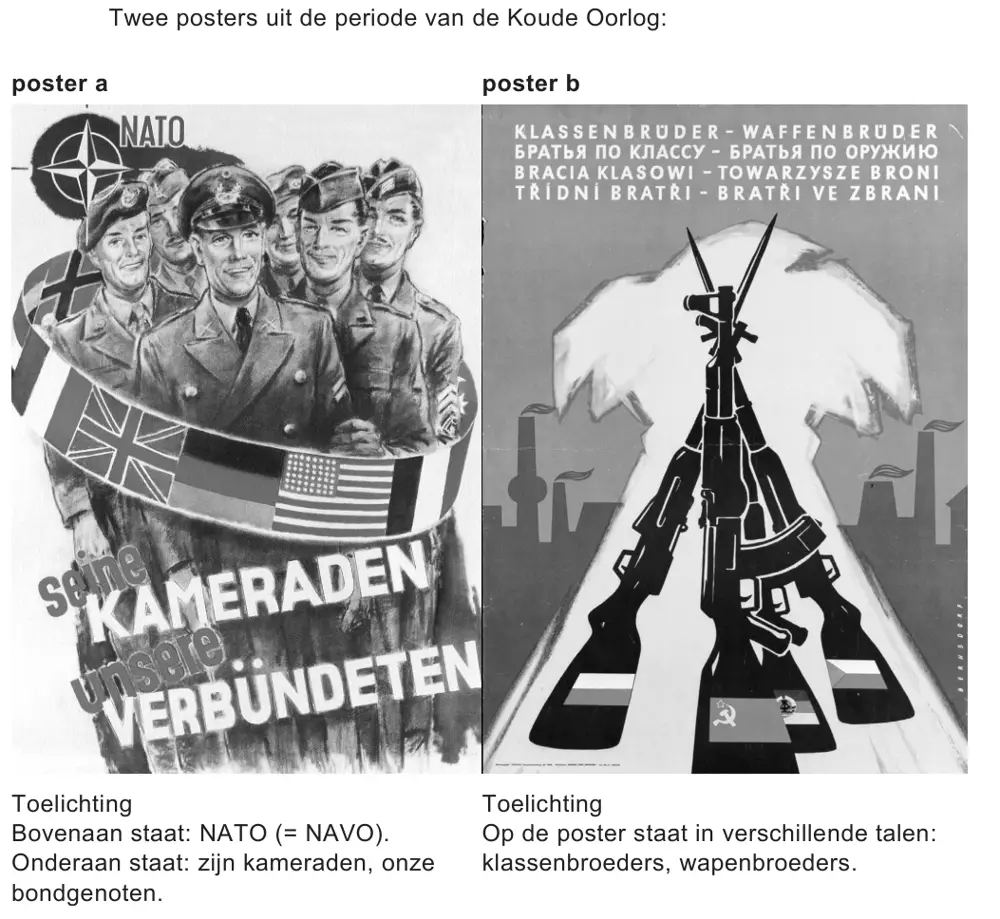 Twee posters uit de periode van de Koude Oorlog:
poster a
poster b
NATO
seine
KAMERADEN
unsere
VERBÜNDETEN
KLASSENBRÜDER - WAFFENBRÜDER
БРАТЬЯ ПО КЛАССУ - БРАТЬЯ ПО ОРУЖИЮ
BRACIA KLASOWI - TOWARZYSZE BRONI
TŘÍDNÍ BRATŘI - BRATŘI VE ZBRANI
BERNSDORF
Toelichting
Bovenaan staat: NATO (= NAVO).
Onderaan staat: zijn kameraden, onze
bondgenoten.
Toelichting
Op de poster staat in verschillende talen:
klassenbroeders, wapenbroeders.